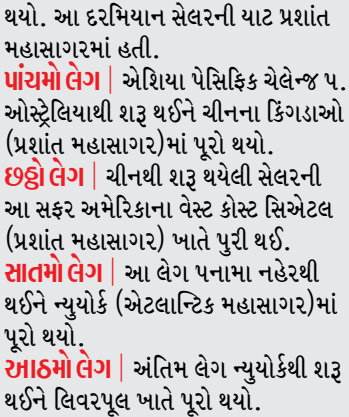 થયો. આ દરમિયાન સેલરની યાટ પ્રશાંત
મહાસાગરમાં હતી.
પાંચમો લેગ | એશિયા પેસિફિક ચેલેન્જ પ.
ઓસ્ટ્રેલિયાથી શરૂ થઈને ચીનના કિંગડાઓ
(પ્રશાંત મહાસાગર)માં પૂરો થયો.
છઠ્ઠો લેગ | ચીનથી શરૂ થયેલી સેલરની
આ સફર અમેરિકાના વેસ્ટ કોસ્ટ સિએટલ
(પ્રશાંત મહાસાગર) ખાતે પુરી થઈ.
સાતમો લેગ | આ લેગ પનામા નહેરથી
થઈને ન્યુયોર્ક (એટલાન્ટિક મહાસાગર)માં
પૂરો થયો.
આઠમો લેગ | અંતિમ લેગ ન્યુયોર્કથી શરૂ
થઈને લિવરપૂલ ખાતે પૂરો થયો.